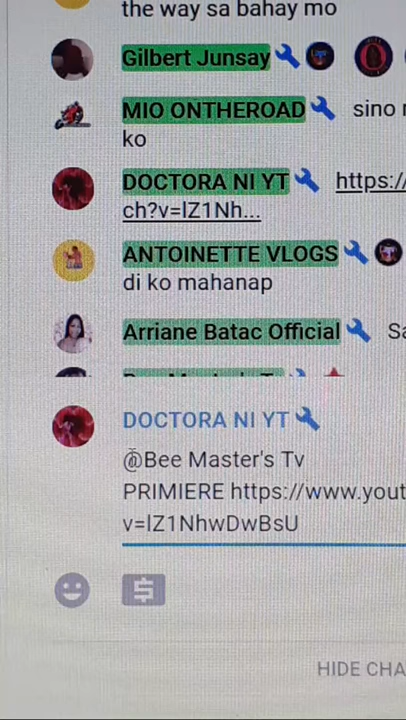 the way sa bahay mo
Gilbert Junsay
MIO ONTHEROAD sino
ko
DOCTORA NI YT https:/
ch?v=lZ1Nh...
ANTOINETTE VLOGS
di ko mahanap
Arriane Batac Official Sa
DOCTORA NI YT
@Bee Master's Tv
PRIMIERE https://www.yout
v=lZ1NhwDwBsU
HIDE CHA